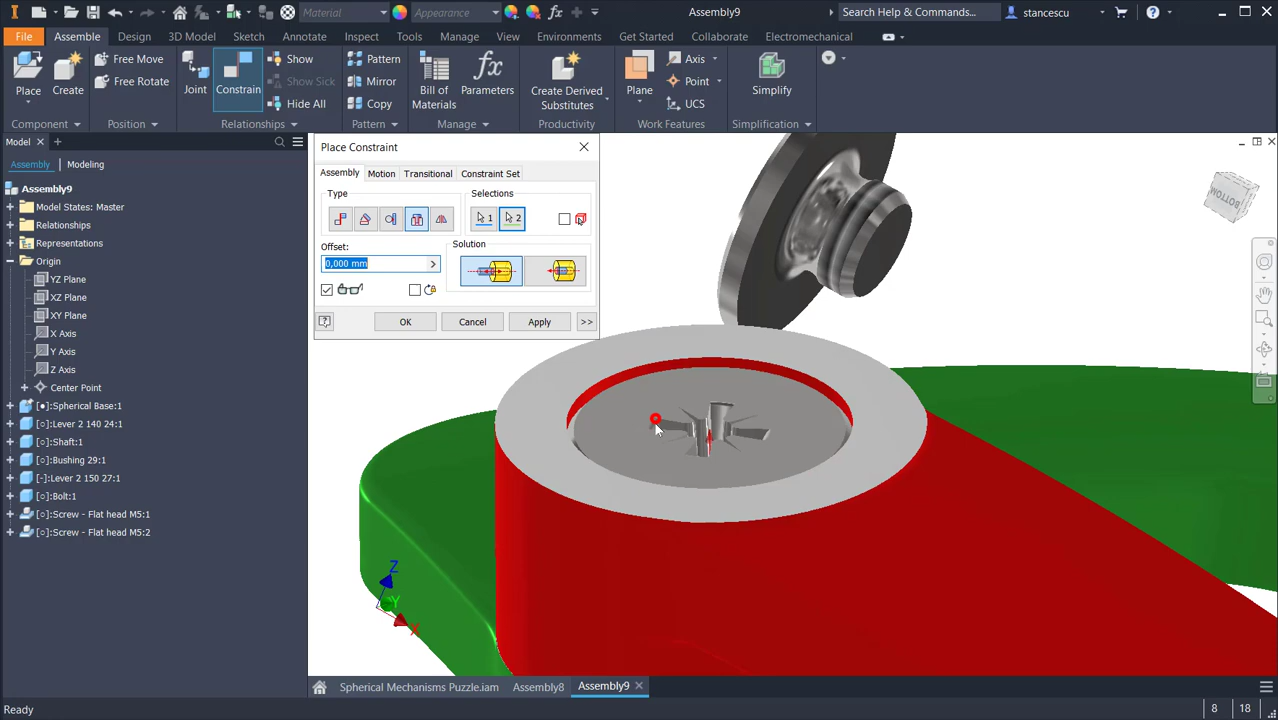 Material
Appearance
Assembly9
Search Help & Commands...
stancescu
File
Assemble
Design
3D Model
Sketch
Annotate
Inspect
Tools
Manage
View
Environments
Get Started
Collaborate
Electromechanical
Place
Create
Free Move
Free Rotate
Joint
Constrain
Show
Show Sick
Hide All
Pattern
Mirror
Copy
Bill of
Materials
Parameters
Create Derived
Substitutes
Plane
Axis
Point
UCS
Simplify
Component
Position
Relationships
Pattern
Manage
Productivity
Work Features
Simplification
Model
Assembly
Modeling
Assembly9
Model States: Master
Relationships
Representations
Origin
YZ Plane
XZ Plane
XY Plane
X Axis
Y Axis
Z Axis
Center Point
[●]:Spherical Base:1
[○]:Lever 2 140 24:1
[○]:Shaft:1
[○]:Bushing 29:1
[-]:Lever 2 150 27:1
[○]:Bolt:1
[○]:Screw - Flat head M5:1
[○]:Screw - Flat head M5:2
Place Constraint
Assembly
Motion
Transitional
Constraint Set
Type
Selections
1
2
Offset:
0,000 mm
Solution
OK
Cancel
Apply
>>
BOTTOM
Z
Y
X
Spherical Mechanisms Puzzle.iam
Assembly8
Assembly9
Ready
8
18